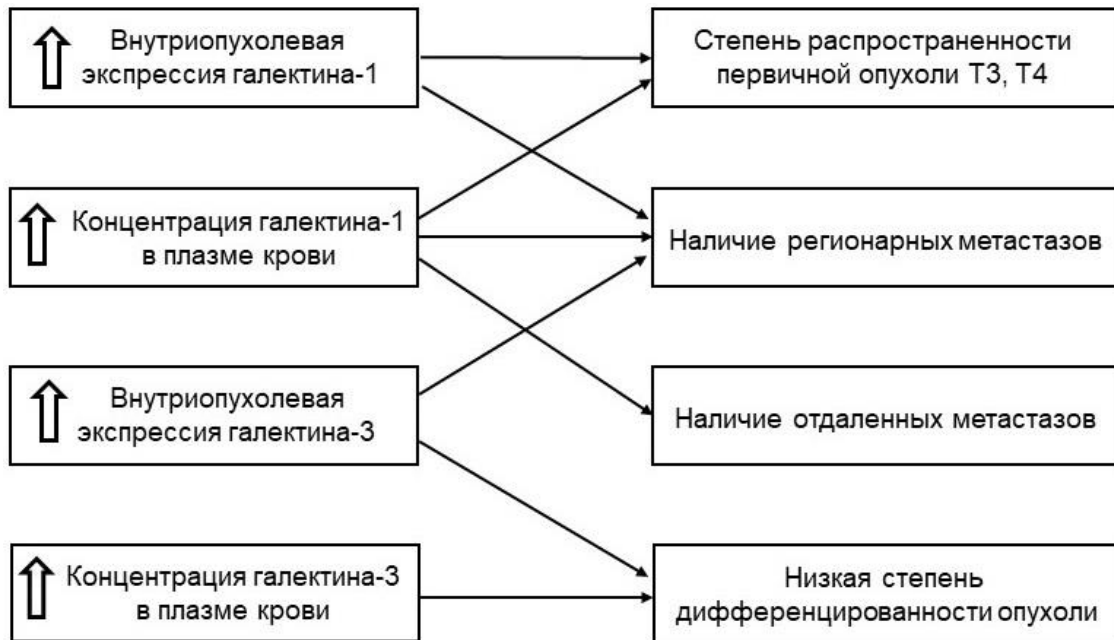 Внутриопухолевая
экспрессия галектина-1
Степень распространенности
первичной опухоли Т3, Т4
Концентрация галектина-1
в плазме крови
Наличие регионарных метастазов
Внутриопухолевая
экспрессия галектина-3
Наличие отдаленных метастазов
Концентрация галектина-3
в плазме крови
Низкая степень
дифференцированности опухоли